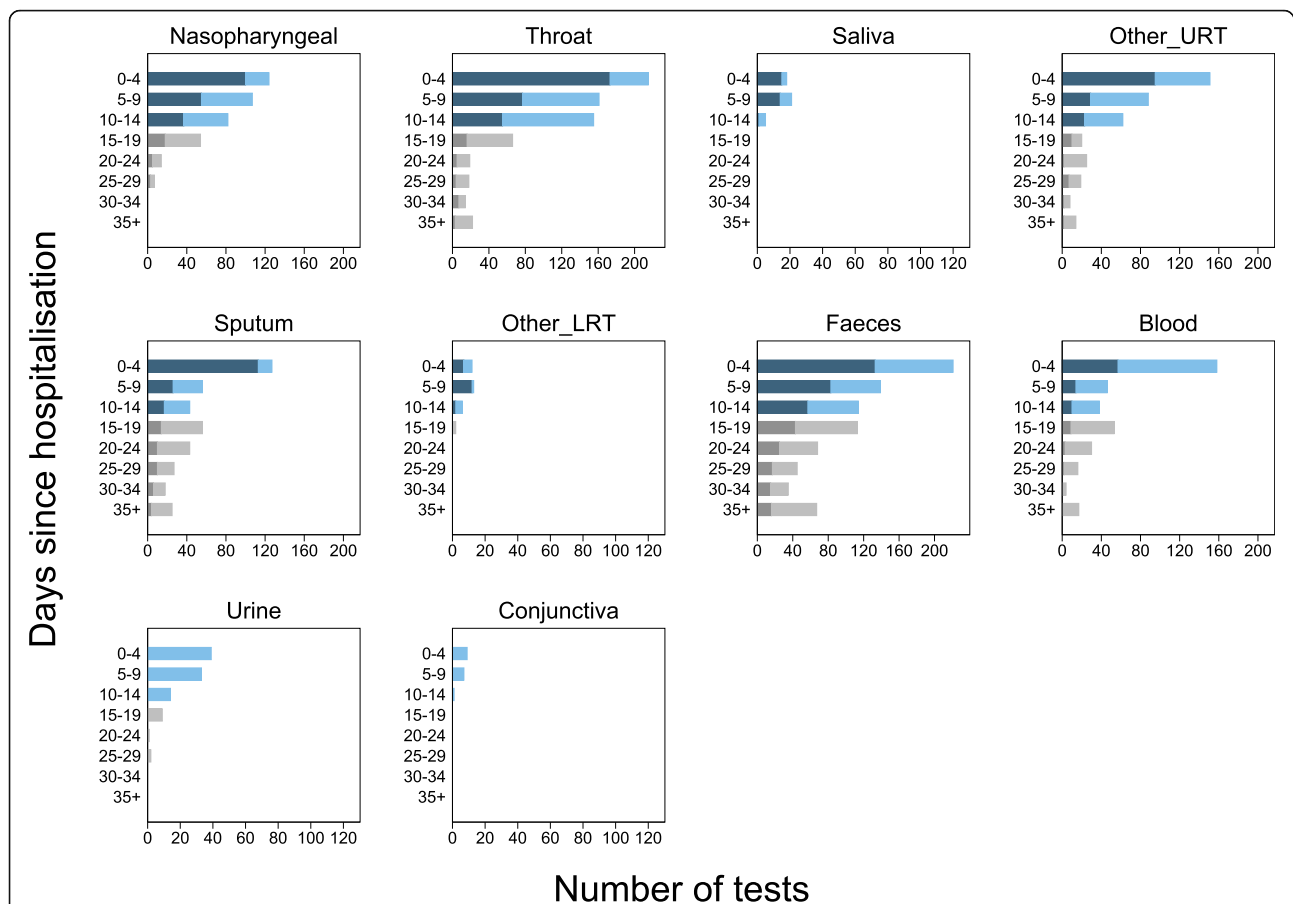 Nasopharyngeal Throat Saliva Other_URT
0-4 0-4 0-4 0-4
5-9 5-9 5-9 5-9
10-14 10-14 10-14 10-14
15-19 15-19 15-19 15-19
20-24 20-24 20-24 20-24
25-29 25-29 25-29 25-29
30-34 30-34 30-34 30-34
35+ 35+ 35+ 35+
0 40 80 120 160 200 0 40 80 120 160 200 0 20 40 60 80 100 120 0 40 80 120 160 200
Days since hospitalisation
Sputum Other_LRT Faeces Blood
0-4 0-4 0-4 0-4
5-9 5-9 5-9 5-9
10-14 10-14 10-14 10-14
15-19 15-19 15-19 15-19
20-24 20-24 20-24 20-24
25-29 25-29 25-29 25-29
30-34 30-34 30-34 30-34
35+ 35+ 35+ 35+
0 40 80 120 160 200 0 20 40 60 80 100 120 0 40 80 120 160 200 0 40 80 120 160 200
Urine Conjunctiva
0-4 0-4
5-9 5-9
10-14 10-14
15-19 15-19
20-24 20-24
25-29 25-29
30-34 30-34
35+ 35+
0 20 40 60 80 100 120 0 20 40 60 80 100 120
Number of tests